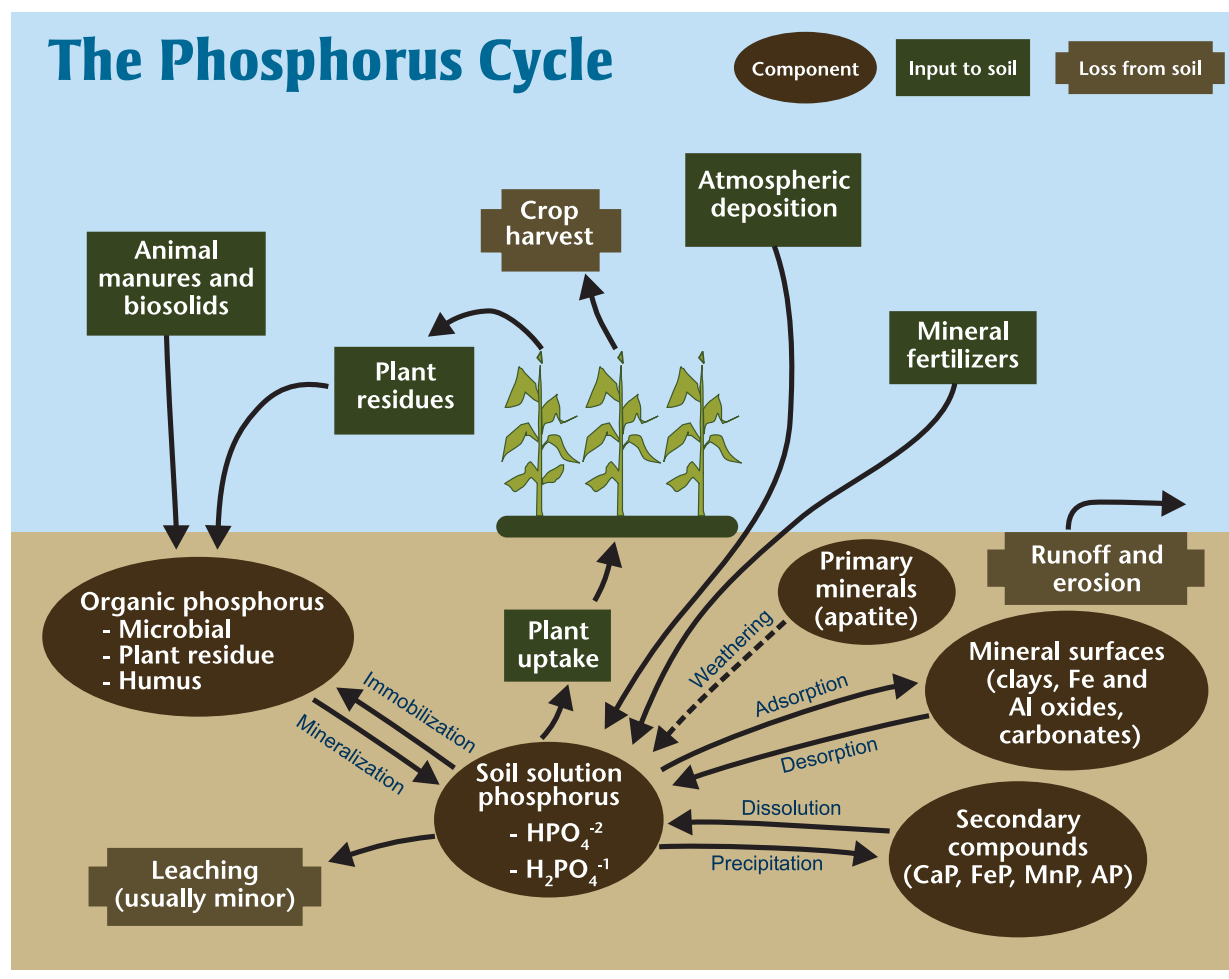 The Phosphorus Cycle
Component
Input to soil
Loss from soil
Atmospheric
deposition
Crop
harvest
Animal
manures and
biosolids
Mineral
fertilizers
Plant
residues
Runoff and
erosion
Primary
minerals
(apatite)
Organic phosphorus
- Microbial
- Plant residue
- Humus
Plant
uptake
Weathering
Mineral surfaces
(clays, Fe and
Al oxides,
carbonates)
Immobilization
Mineralization
Adsorption
Desorption
Soil solution
phosphorus
- HPO₄⁻²
- H₂PO₄⁻¹
Dissolution
Precipitation
Secondary
compounds
(CaP, FeP, MnP, AP)
Leaching
(usually minor)